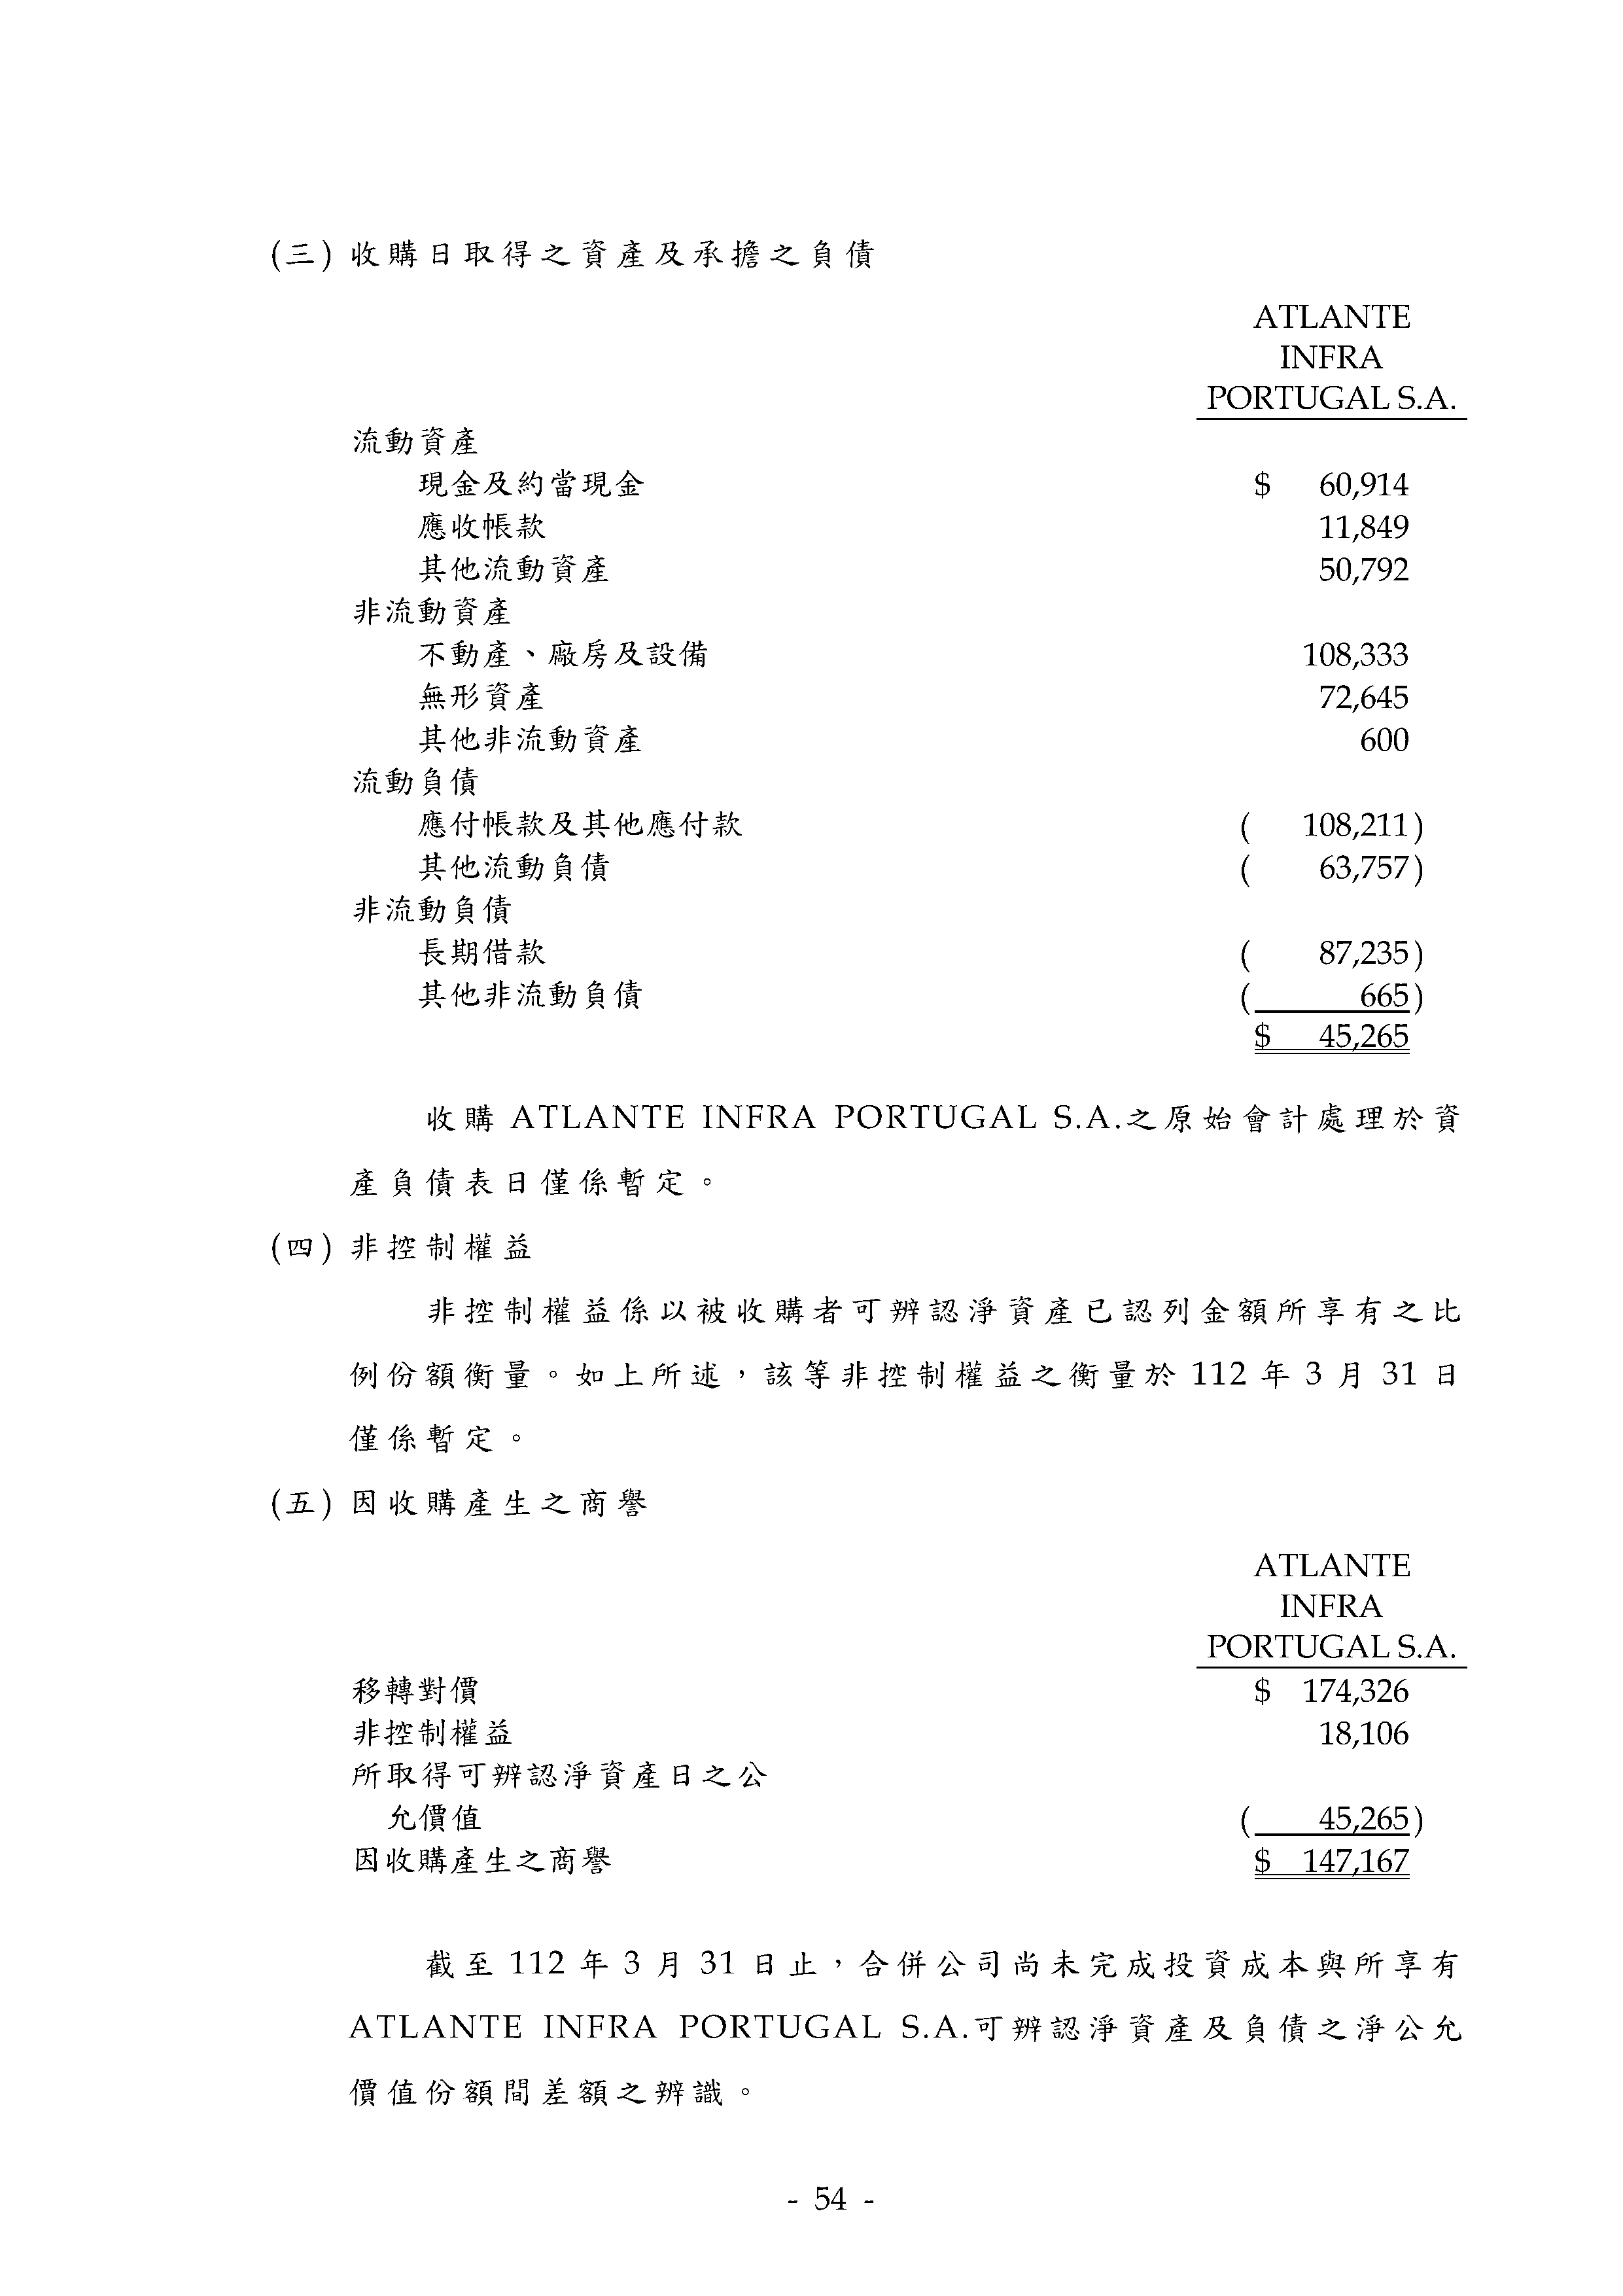 (三) 收購日取得之資產及承擔之負債
ATLANTE
INFRA
PORTUGAL S.A.
流動資產
現金及約當現金 $ 60,914
應收帳款 11,849
其他流動資產 50,792
非流動資產
不動產、廠房及設備 108,333
無形資產 72,645
其他非流動資產 600
流動負債
應付帳款及其他應付款 ( 108,211)
其他流動負債 ( 63,757)
非流動負債
長期借款 ( 87,235)
其他非流動負債 ( 665)
$ 45,265
收購 ATLANTE INFRA PORTUGAL S.A.之原始會計處理於資
產負債表日僅係暫定。
(四) 非控制權益
非控制權益係以被收購者可辨認淨資產已認列金額所享有之比
例份額衡量。如上所述，該等非控制權益之衡量於 112 年 3 月 31 日
僅係暫定。
(五) 因收購產生之商譽
ATLANTE
INFRA
PORTUGAL S.A.
移轉對價 $ 174,326
非控制權益 18,106
所取得可辨認淨資產日之公
允價值 ( 45,265)
因收購產生之商譽 $ 147,167
截至 112 年 3 月 31 日止，合併公司尚未完成投資成本與所享有
ATLANTE INFRA PORTUGAL S.A.可辨認淨資產及負債之淨公允
價值份額間差額之辨識。
- 54 -